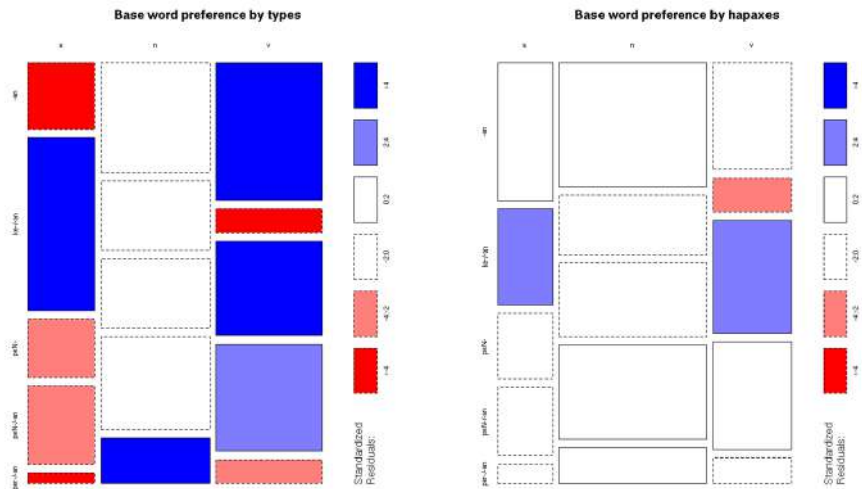 Base word preference by types
x n v
-an
ke-/-an
peN-
peN-/-an
per-/-an
>4
2:4
0:2
-2:0
-4:-2
<-4
Standardized
Residuals:
Base word preference by hapaxes
x n v
-an
ke-/-an
peN-
peN-/-an
per-/-an
>4
2:4
0:2
-2:0
-4:-2
<-4
Standardized
Residuals: